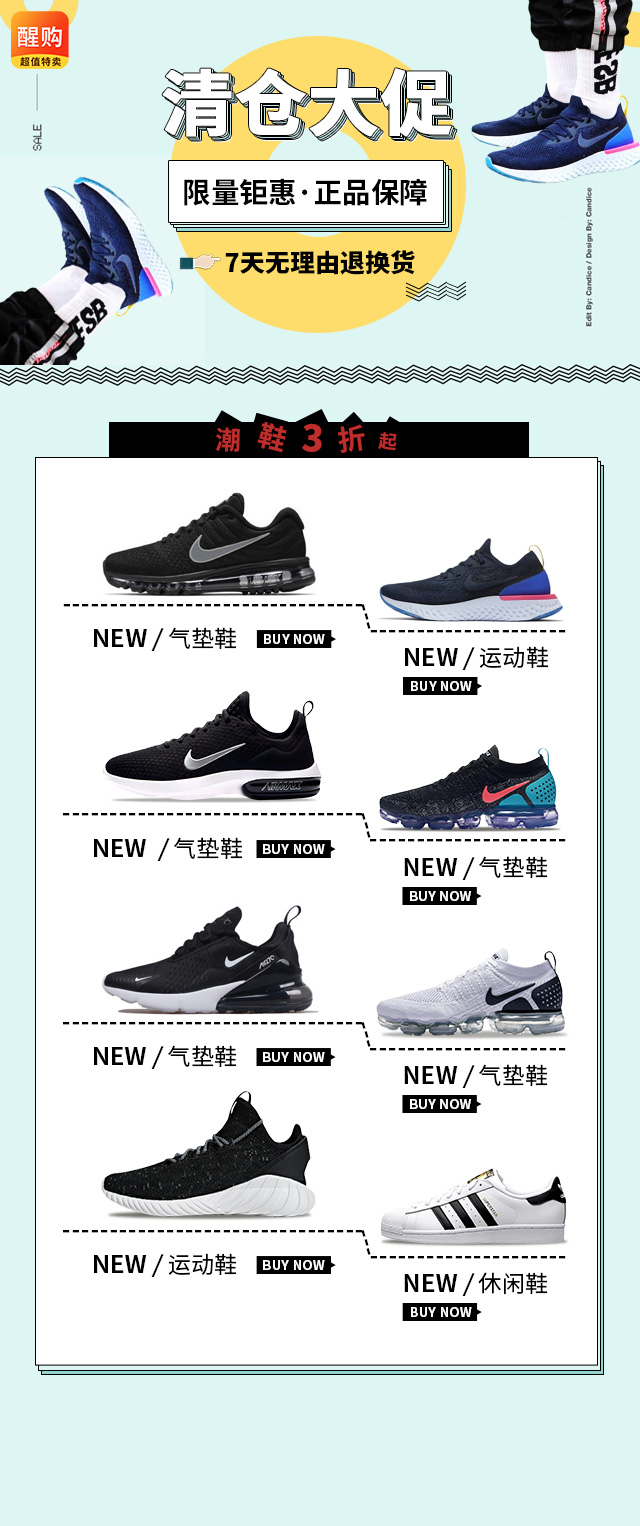 醒购
超值特卖
SALE
清仓大促
限量钜惠·正品保障
7天无理由退换货
Edit By: Candice / Design By: Candice
ESB
ESB
潮鞋3折起
NEW / 气垫鞋 BUY NOW
NEW / 运动鞋
BUY NOW
AIRMAX
NEW / 气垫鞋 BUY NOW
NEW / 气垫鞋
BUY NOW
NEW / 气垫鞋 BUY NOW
NEW / 气垫鞋
BUY NOW
NEW / 运动鞋 BUY NOW
NEW / 休闲鞋
BUY NOW